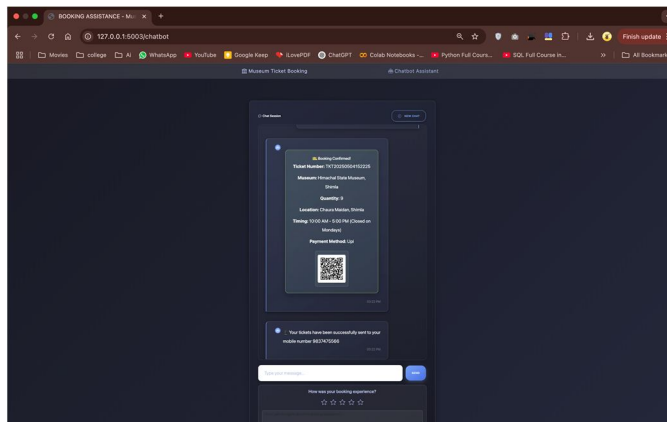 BOOKING ASSISTANCE - Mu
127.0.0.1:5003/chatbot
Finish update
Movies college AI WhatsApp YouTube Google Keep iLovePDF ChatGPT Colab Notebooks –... Python Full Cours... SQL Full Course in... » All Bookmark
Museum Ticket Booking Chatbot Assistant
Chat Session NEW CHAT
Booking Confirmed!
Ticket Number: TKT20250504152225
Museum: Himachal State Museum,
Shimla
Quantity: 9
Location: Chaura Maidan, Shimla
Timing: 10:00 AM - 5:00 PM (Closed on
Mondays)
Payment Method: Upi
Your tickets have been successfully sent to your
mobile number 9837475566
Type your message...
SEND
How was your booking experience?